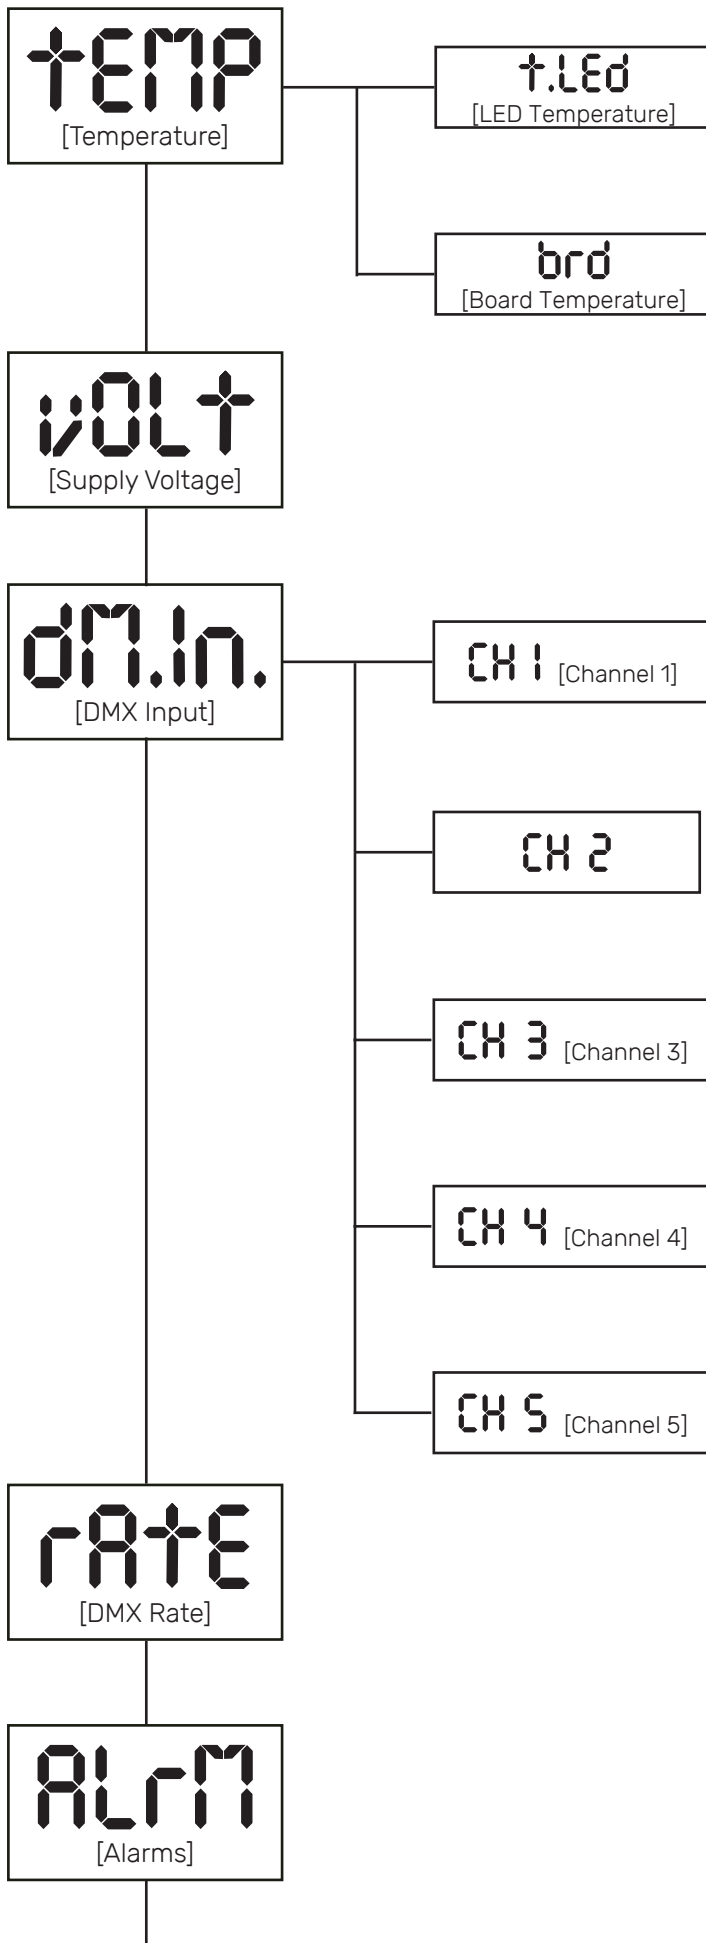 tEMP
[Temperature]
t.LEd
[LED Temperature]
brd
[Board Temperature]
vOLt
[Supply Voltage]
dM.In.
[DMX Input]
CH 1 [Channel 1]
CH 2
CH 3 [Channel 3]
CH 4 [Channel 4]
CH 5 [Channel 5]
rAtE
[DMX Rate]
ALrM
[Alarms]